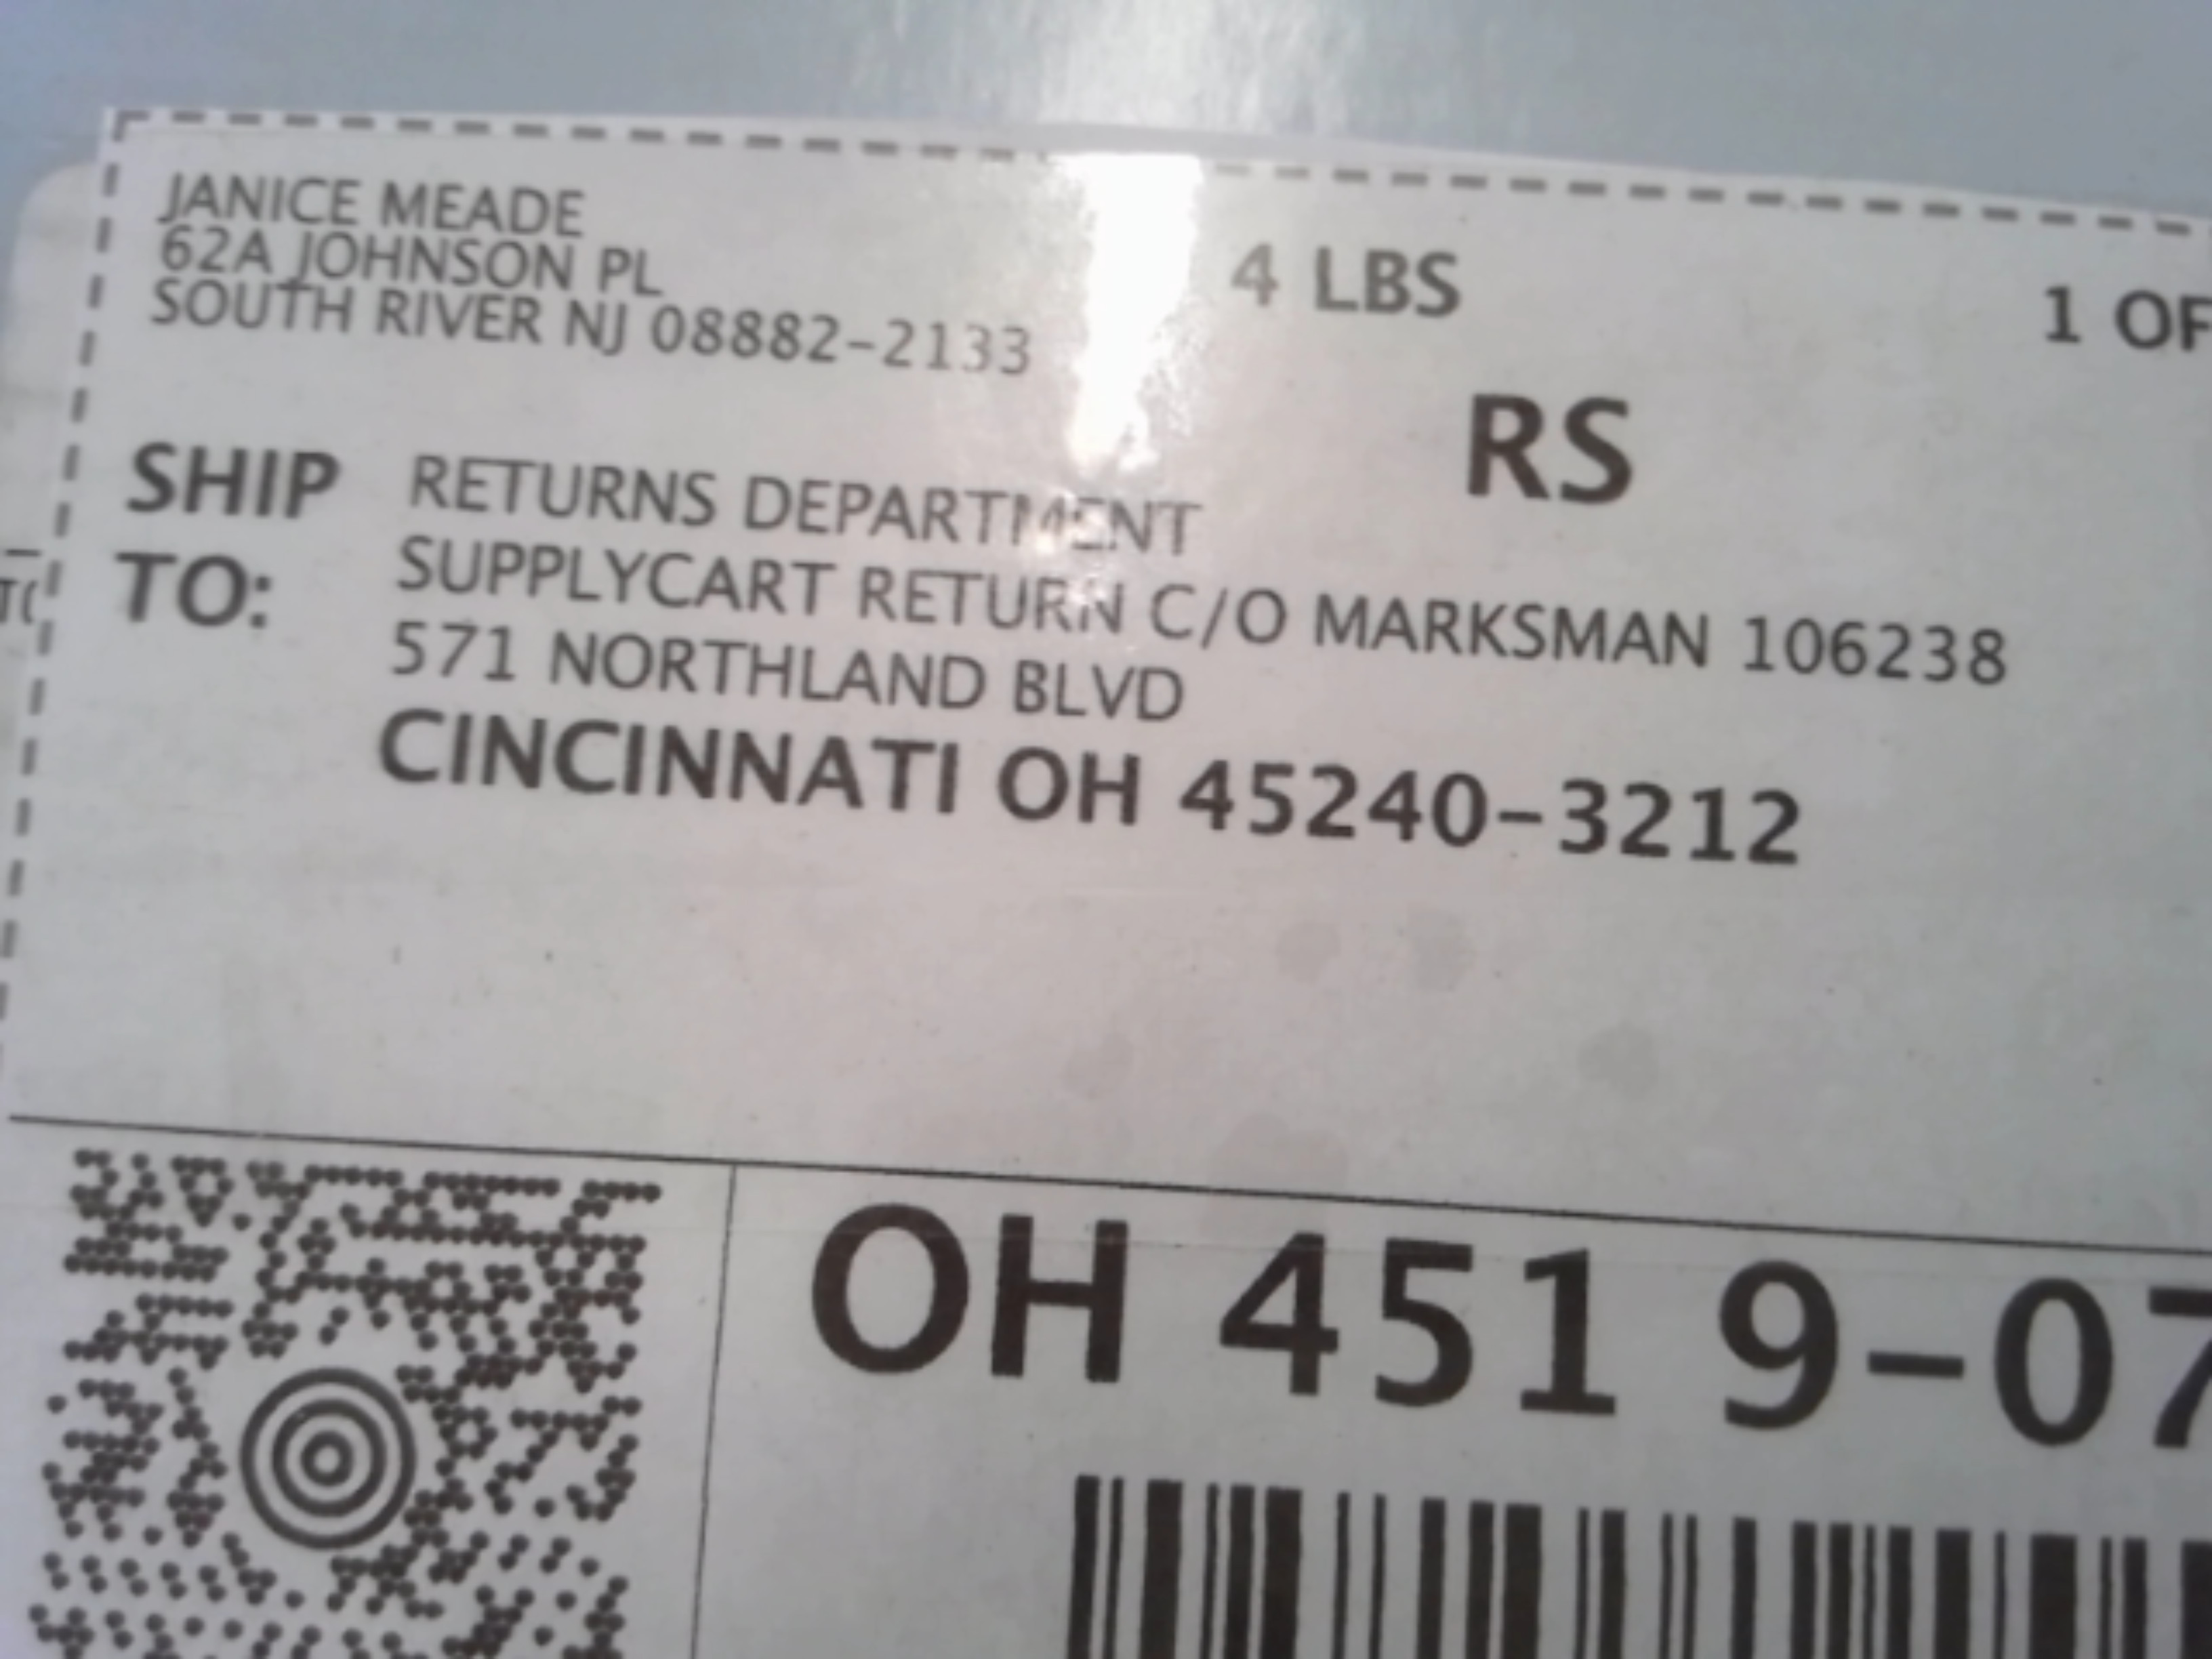 JANICE MEADE
62A JOHNSON PL
SOUTH RIVER NJ 08882-2133
4 LBS
1 OF
RS
SHIP TO:
RETURNS DEPARTMENT
SUPPLYCART RETURN C/O MARKSMAN 106238
571 NORTHLAND BLVD
CINCINNATI OH 45240-3212
OH 451 9-07